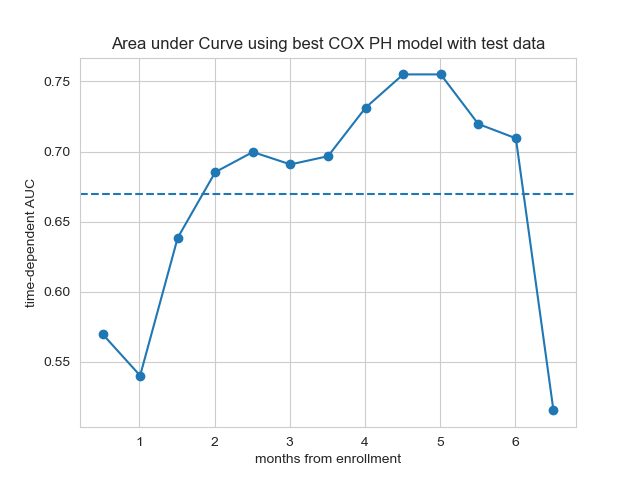 Area under Curve using best COX PH model with test data
time-dependent AUC
0.75
0.70
0.65
0.60
0.55
1 2 3 4 5 6
months from enrollment